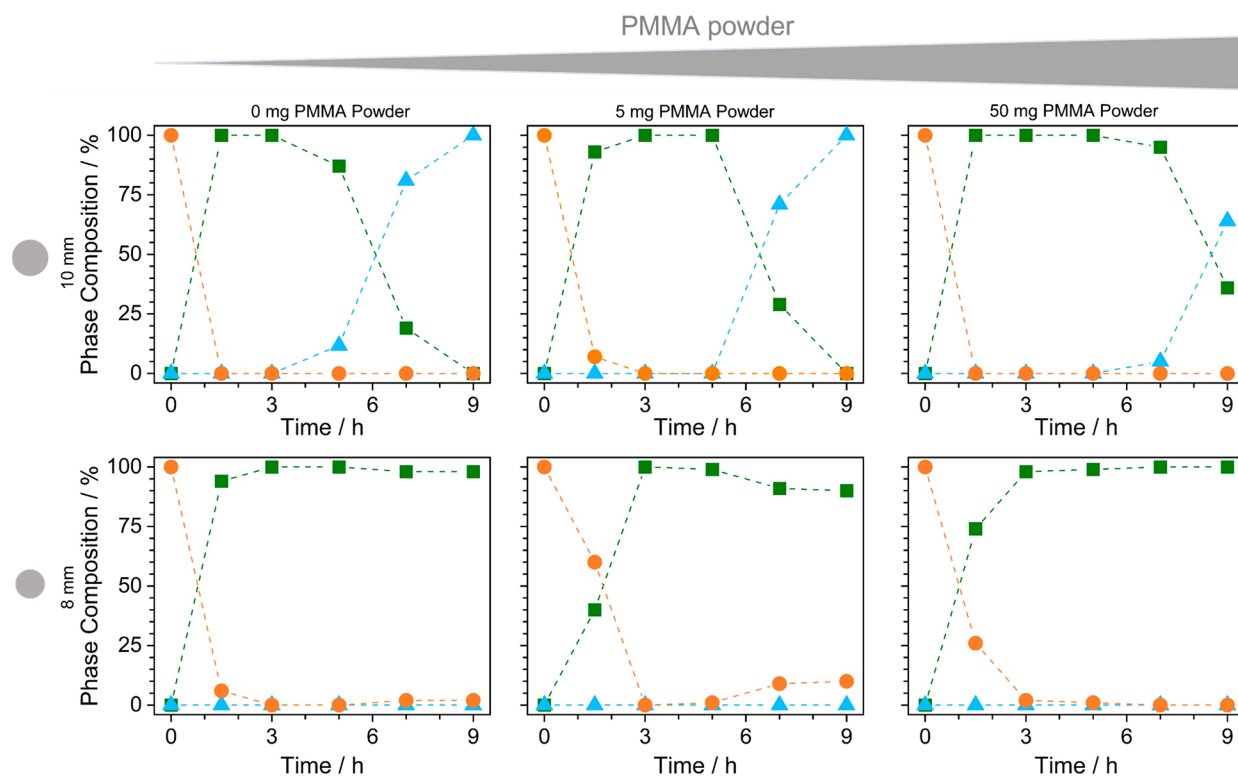 PMMA powder
0 mg PMMA Powder
5 mg PMMA Powder
50 mg PMMA Powder
10 mm
Phase Composition / %
100
75
50
25
0
0 3 6 9
Time / h
0 3 6 9
Time / h
0 3 6 9
Time / h
8 mm
Phase Composition / %
100
75
50
25
0
0 3 6 9
Time / h
0 3 6 9
Time / h
0 3 6 9
Time / h